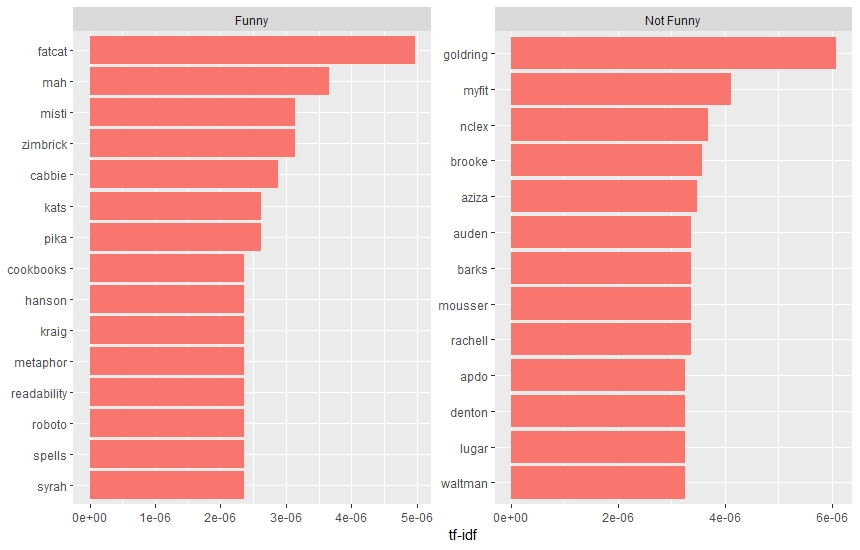 Funny
fatcat
mah
misti
zimbrick
cabbie
kats
pika
cookbooks
hanson
kraig
metaphor
readability
roboto
spells
syrah
0e+00 1e-06 2e-06 3e-06 4e-06 5e-06
Not Funny
goldring
myfit
nclex
brooke
aziza
auden
barks
mousser
rachell
apdo
denton
lugar
waltman
0e+00 2e-06 4e-06 6e-06
tf-idf